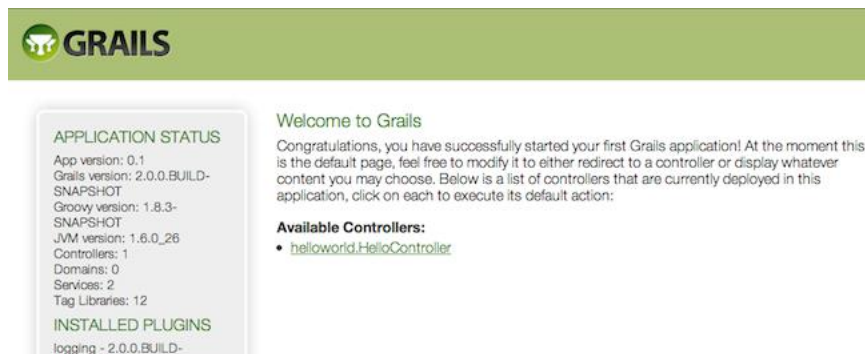 GRAILS
APPLICATION STATUS
App version: 0.1
Grails version: 2.0.0.BUILD-
SNAPSHOT
Groovy version: 1.8.3-
SNAPSHOT
JVM version: 1.6.0_26
Controllers: 1
Domains: 0
Services: 2
Tag Libraries: 12
INSTALLED PLUGINS
logging - 2.0.0.BUILD-
Welcome to Grails
Congratulations, you have successfully started your first Grails application! At the moment this
is the default page, feel free to modify it to either redirect to a controller or display whatever
content you may choose. Below is a list of controllers that are currently deployed in this
application, click on each to execute its default action:
Available Controllers:
• helloworld.HelloController